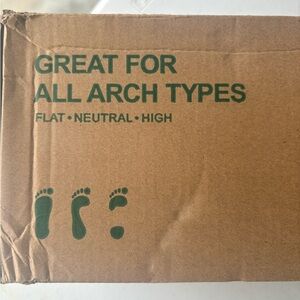 GREAT FOR
ALL ARCH TYPES
FLAT • NEUTRAL • HIGH